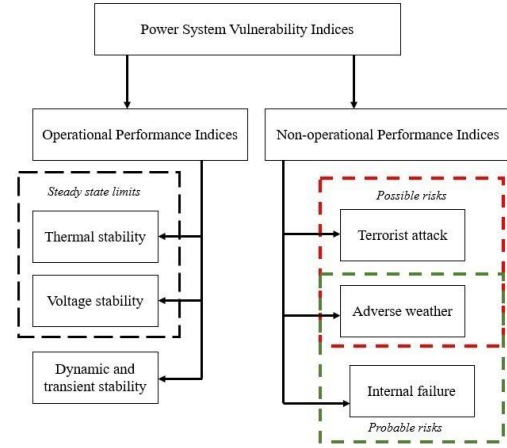 Power System Vulnerability Indices
Operational Performance Indices
Non-operational Performance Indices
Steady state limits
Thermal stability
Voltage stability
Dynamic and
transient stability
Possible risks
Terrorist attack
Adverse weather
Internal failure
Probable risks